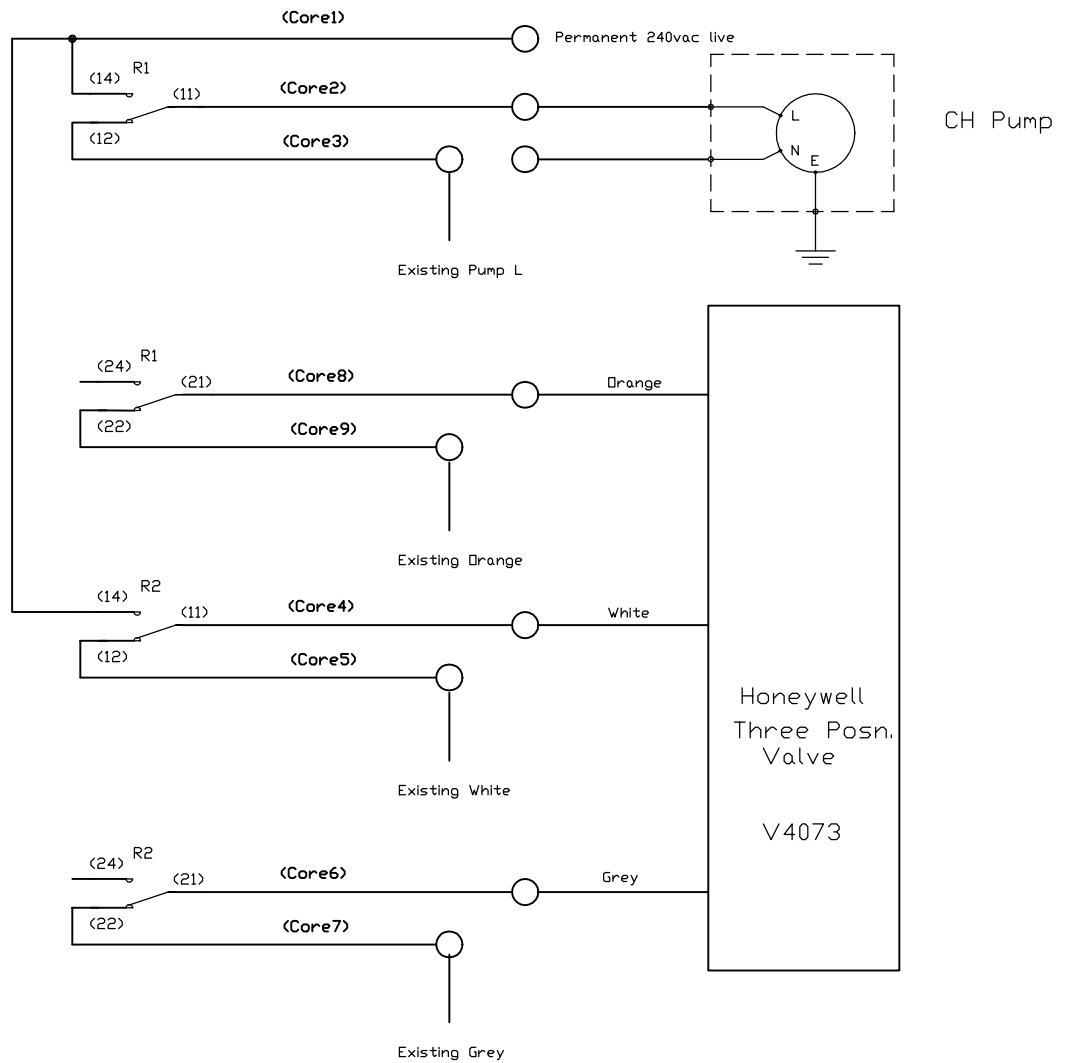 (Core1)
Permanent 240vac live
(14) R1
(11) (Core2)
(12) (Core3)
L
N
E
CH Pump
Existing Pump L
(24) R1
(21) (Core8) Orange
(22) (Core9)
Existing Orange
(14) R2
(11) (Core4) White
(12) (Core5)
Existing White
Honeywell
Three Posn.
Valve
V4073
(24) R2
(21) (Core6) Grey
(22) (Core7)
Existing Grey